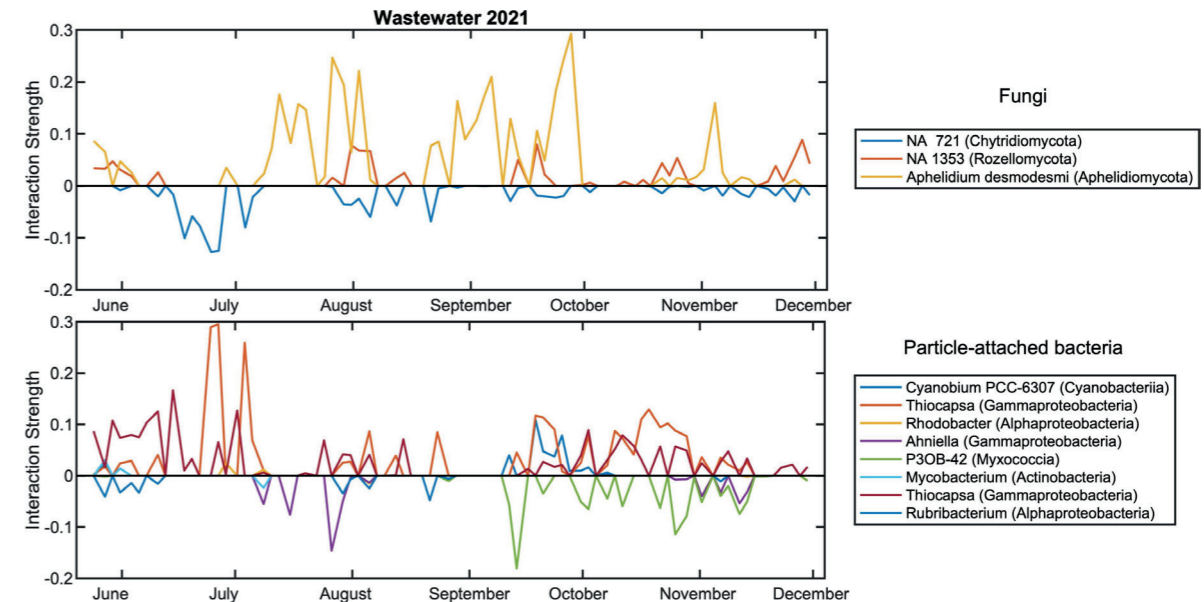 Wastewater 2021
0.3
0.2
0.1
0
-0.1
-0.2
Interaction Strength
June July August September October November December
Fungi
NA 721 (Chytridiomycota)
NA 1353 (Rozellomycota)
Aphelidium desmodesmi (Aphelidiomycota)
0.3
0.2
0.1
0
-0.1
-0.2
Interaction Strength
June July August September October November December
Particle-attached bacteria
Cyanobium PCC-6307 (Cyanobacteriia)
Thiocapsa (Gammaproteobacteria)
Rhodobacter (Alphaproteobacteria)
Ahniella (Gammaproteobacteria)
P3OB-42 (Myxococcia)
Mycobacterium (Actinobacteria)
Thiocapsa (Gammaproteobacteria)
Rubribacterium (Alphaproteobacteria)